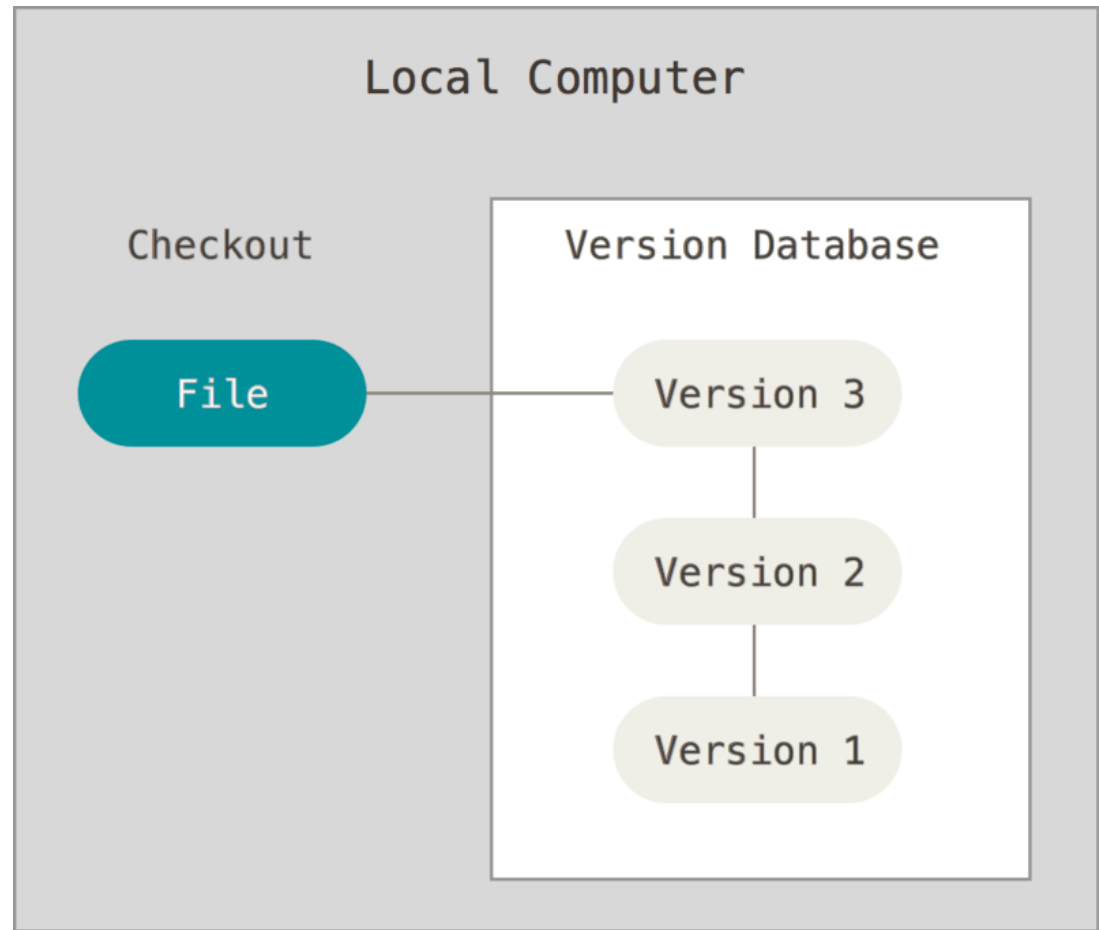 Local Computer
Checkout
Version Database
File
Version 3
Version 2
Version 1